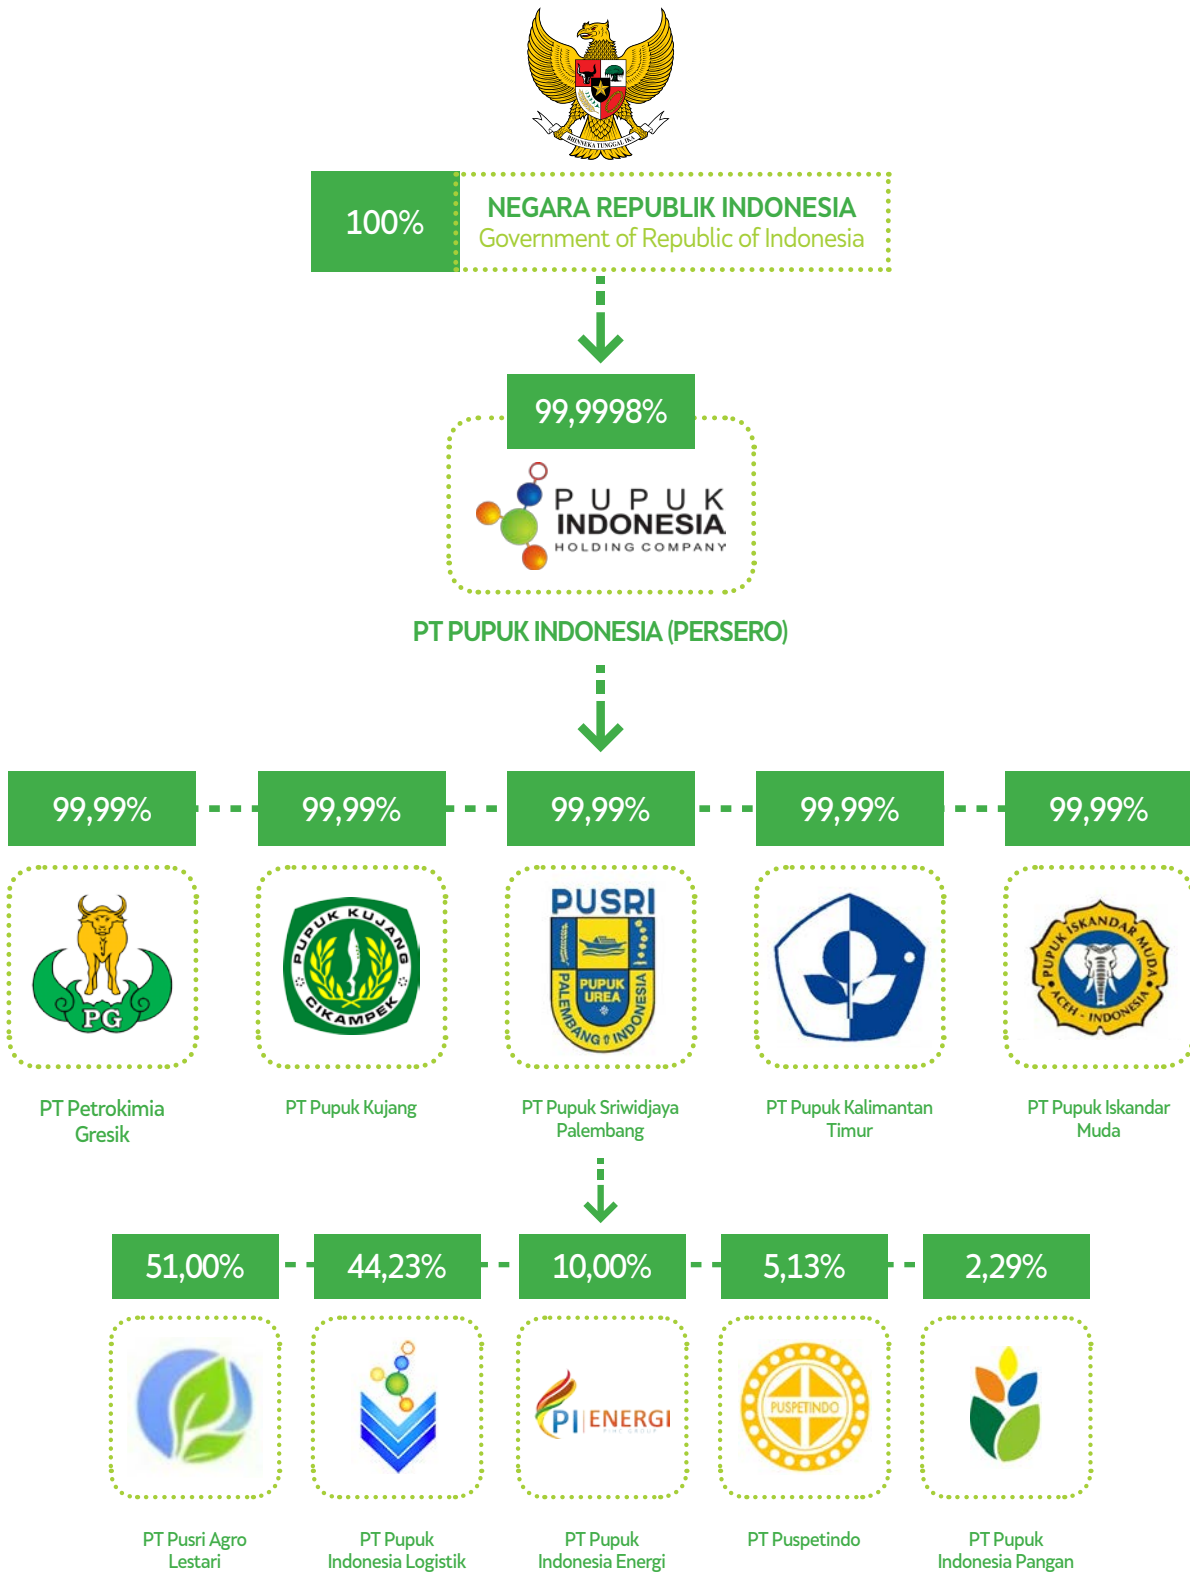 BHINNEKA TUNGGAL IKA
100%
NEGARA REPUBLIK INDONESIA
Government of Republic of Indonesia
99,9998%
PUPUK
INDONESIA
HOLDING COMPANY
PT PUPUK INDONESIA (PERSERO)
99,99%
99,99%
99,99%
99,99%
99,99%
PG
PUPUK KUJANG
CIKAMPEK
PUSRI
PUPUK
UREA
PALEMBANG INDONESIA
PUPUK ISKANDAR MUDA
ACEH - INDONESIA
PT Petrokimia
Gresik
PT Pupuk Kujang
PT Pupuk Sriwidjaya
Palembang
PT Pupuk Kalimantan
Timur
PT Pupuk Iskandar
Muda
51,00%
44,23%
10,00%
5,13%
2,29%
PI ENERGI
PIHC GROUP
PUSPETINDO
PT Pusri Agro
Lestari
PT Pupuk
Indonesia Logistik
PT Pupuk
Indonesia Energi
PT Puspetindo
PT Pupuk
Indonesia Pangan